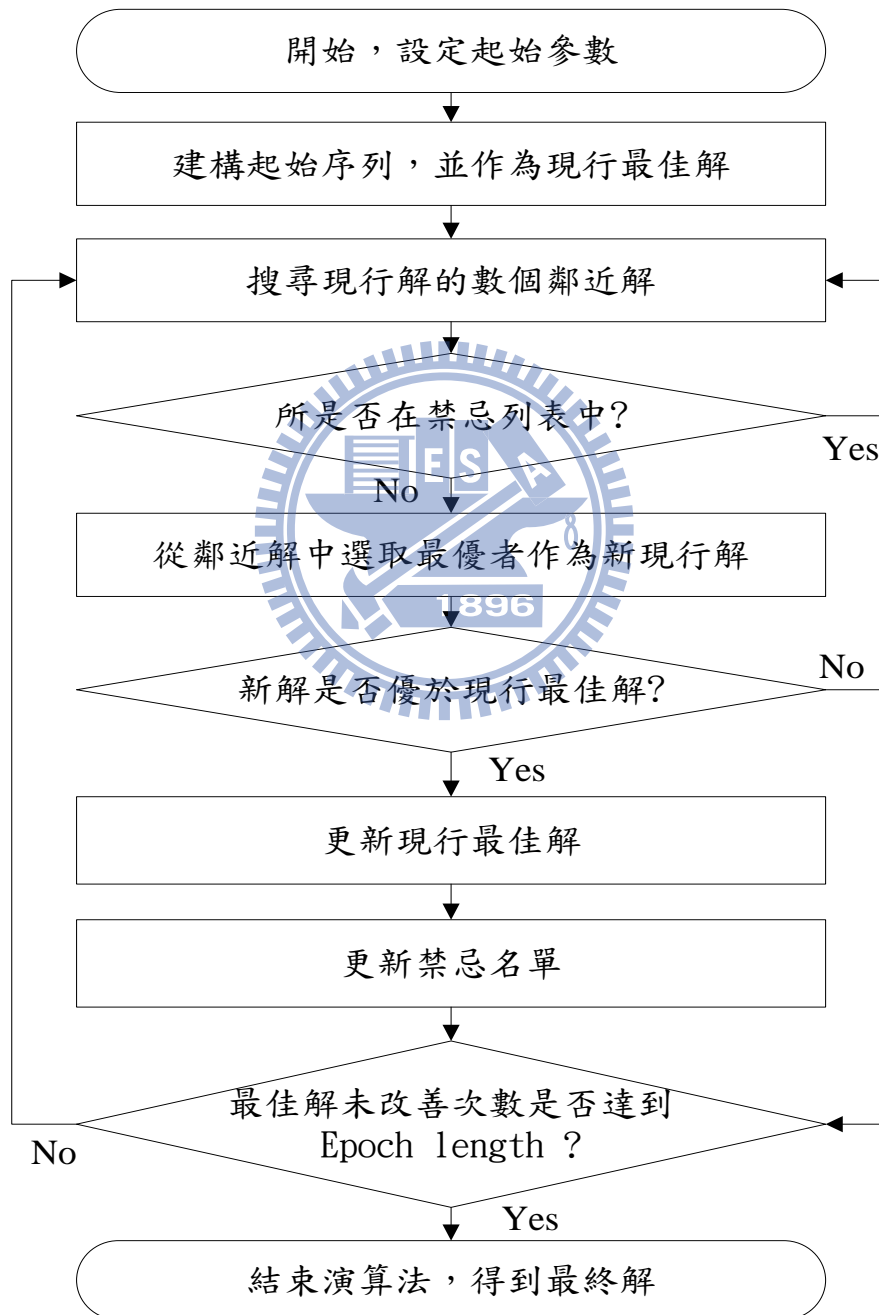 開始，設定起始參數
建構起始序列，並作為現行最佳解
搜尋現行解的數個鄰近解
所是否在禁忌列表中?
Yes
ES
A
No
從鄰近解中選取最優者作為新現行解
1896
No
新解是否優於現行最佳解?
Yes
更新現行最佳解
更新禁忌名單
最佳解未改善次數是否達到
Epoch length ?
No
Yes
結束演算法，得到最終解